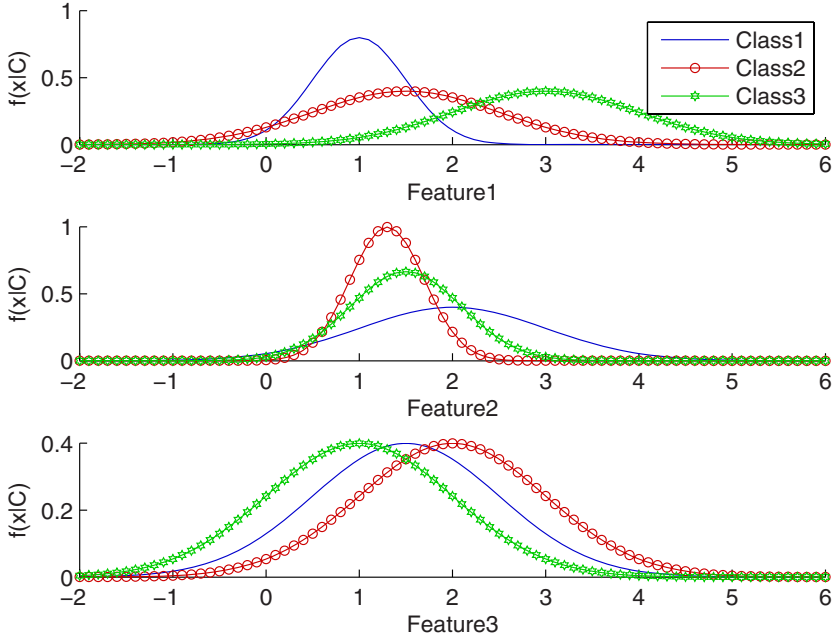 1
0.5
0
f(x|C)
−2 −1 0 1 2 3 4 5 6
Feature1
Class1
Class2
Class3
1
0.5
0
f(x|C)
−2 −1 0 1 2 3 4 5 6
Feature2
0.4
0.2
0
f(x|C)
−2 −1 0 1 2 3 4 5 6
Feature3